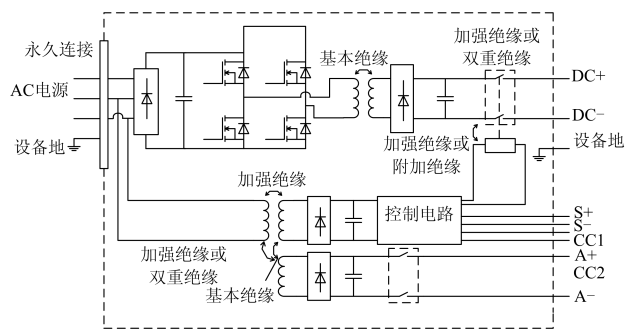 永久连接
AC电源
设备地
基本绝缘
加强绝缘或
双重绝缘
DC+
DC−
加强绝缘或
附加绝缘
设备地
加强绝缘
控制电路
S+
S−
CC1
A+
CC2
A−
加强绝缘或
双重绝缘
基本绝缘